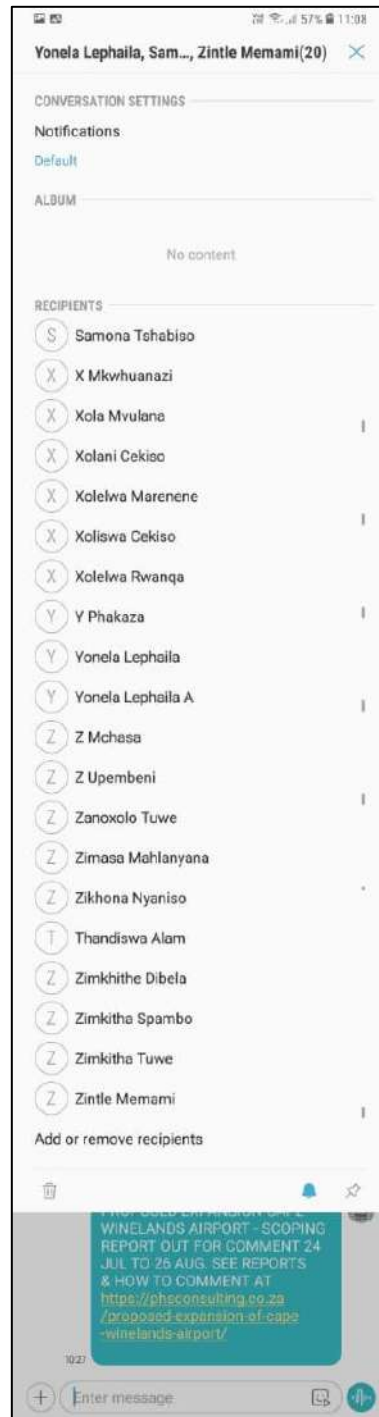 57% 11:08
Yonela Lephaila, Sam..., Zintle Memami(20)
CONVERSATION SETTINGS
Notifications
Default
ALBUM
No content
RECIPIENTS
S Samona Tshabiso
X X Mkwhuanazi
X Xola Mvulana
X Xolani Cekiso
X Xolelwa Marenene
X Xoliswa Cekiso
X Xolelwa Rwanqa
Y Y Phakaza
Y Yonela Lephaila
Y Yonela Lephaila A
Z Z Mchasa
Z Z Upembeni
Z Zanoxolo Tuwe
Z Zimasa Mahlanyana
Z Zikhona Nyaniso
T Thandiswa Alam
Z Zimkhithe Dibela
Z Zimkitha Spambo
Z Zimkitha Tuwe
Z Zintle Memami
Add or remove recipients
PROPOSED EXPANSION CAPE
WINELANDS AIRPORT - SCOPING
REPORT OUT FOR COMMENT 24
JUL TO 26 AUG. SEE REPORTS
& HOW TO COMMENT AT
https://phsconsulting.co.za
/proposed-expansion-of-cape
-winelands-airport/
10:27
Enter message